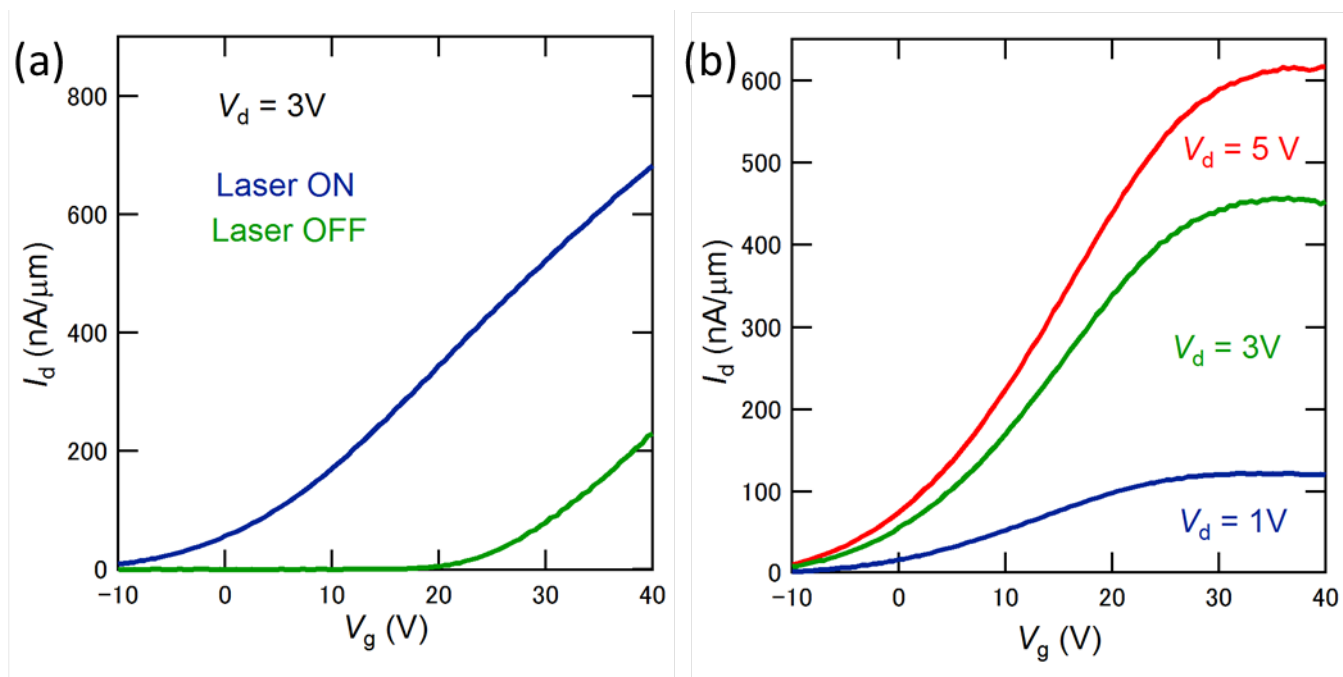 (a)
V_d = 3V
Laser ON
Laser OFF
I_d (nA/μm)
800
600
400
200
0
−10 0 10 20 30 40
V_g (V)
(b)
V_d = 5 V
V_d = 3V
V_d = 1V
I_d (nA/μm)
600
500
400
300
200
100
0
−10 0 10 20 30 40
V_g (V)